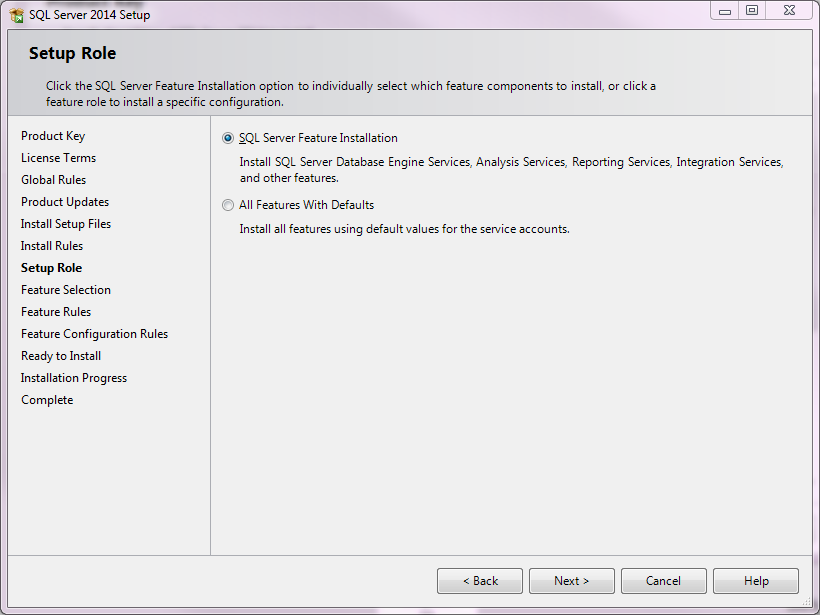 SQL Server 2014 Setup
Setup Role
Click the SQL Server Feature Installation option to individually select which feature components to install, or click a
feature role to install a specific configuration.
Product Key
License Terms
Global Rules
Product Updates
Install Setup Files
Install Rules
Setup Role
Feature Selection
Feature Rules
Feature Configuration Rules
Ready to Install
Installation Progress
Complete
SQL Server Feature Installation
Install SQL Server Database Engine Services, Analysis Services, Reporting Services, Integration Services,
and other features.
All Features With Defaults
Install all features using default values for the service accounts.
< Back
Next >
Cancel
Help